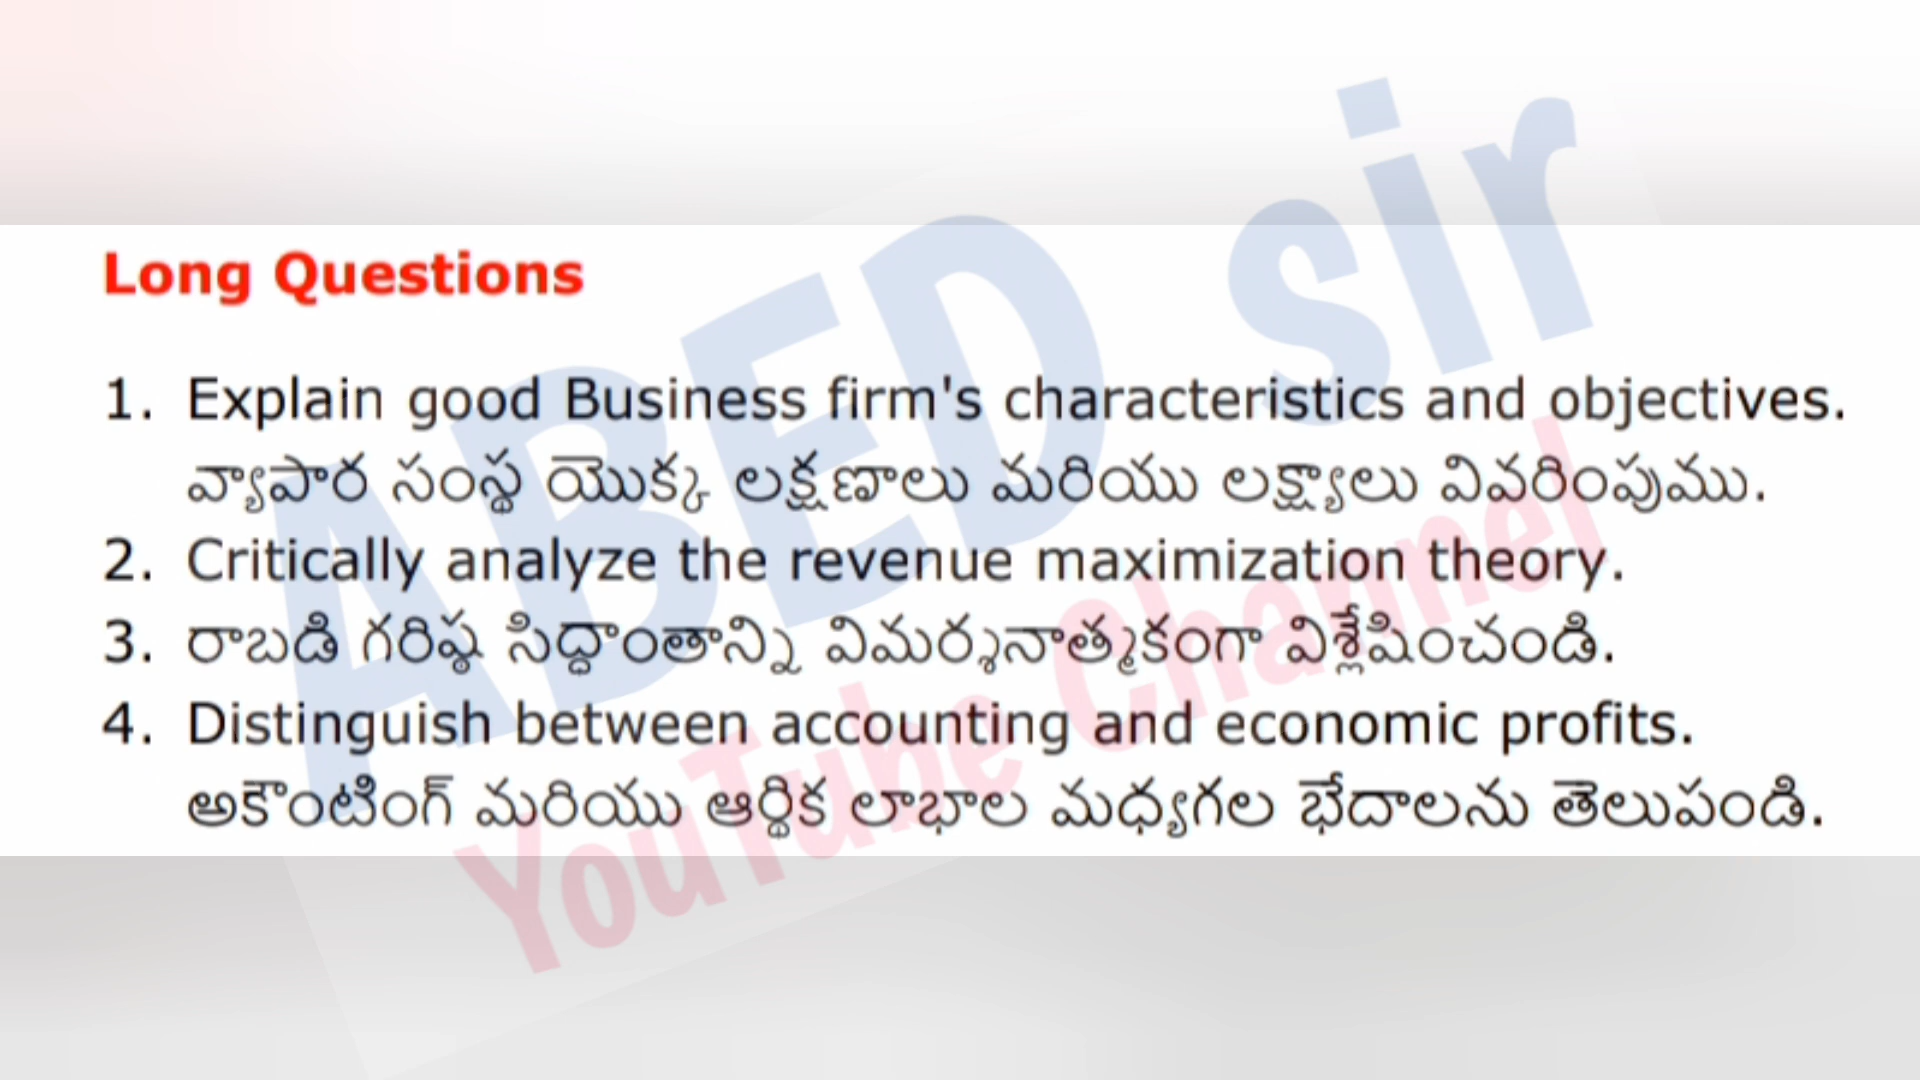 Long Questions
1. Explain good Business firm's characteristics and objectives.
వ్యాపార సంస్థ యొక్క లక్షణాలు మరియు లక్ష్యాలు వివరింపుము.
2. Critically analyze the revenue maximization theory.
3. రాబడి గరిష్ఠ సిద్ధాంతాన్ని విమర్శనాత్మకంగా విశ్లేషించండి.
4. Distinguish between accounting and economic profits.
అకౌంటింగ్ మరియు ఆర్థిక లాభాల మధ్యగల భేదాలను తెలుపండి.
ABED sir
YouTube Channel